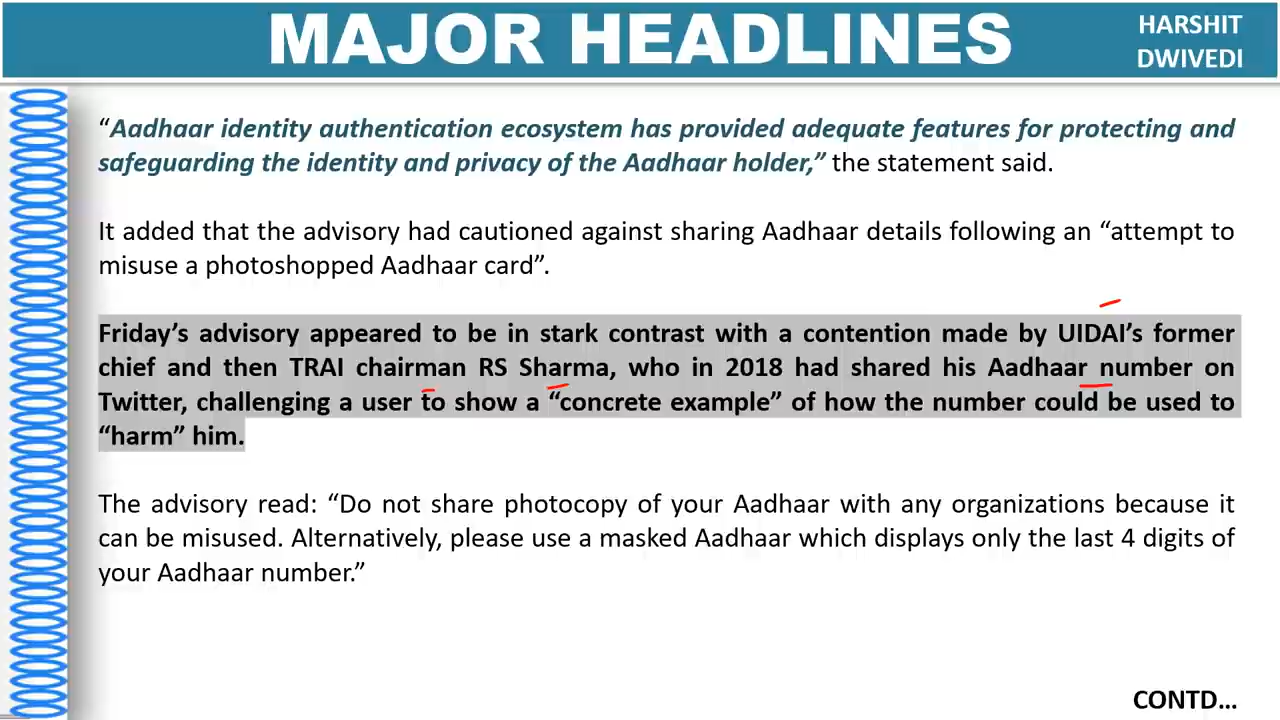 MAJOR HEADLINES
HARSHIT
DWIVEDI
“Aadhaar identity authentication ecosystem has provided adequate features for protecting and
safeguarding the identity and privacy of the Aadhaar holder,” the statement said.
It added that the advisory had cautioned against sharing Aadhaar details following an “attempt to
misuse a photoshopped Aadhaar card”.
Friday’s advisory appeared to be in stark contrast with a contention made by UIDAI’s former
chief and then TRAI chairman RS Sharma, who in 2018 had shared his Aadhaar number on
Twitter, challenging a user to show a “concrete example” of how the number could be used to
“harm” him.
The advisory read: “Do not share photocopy of your Aadhaar with any organizations because it
can be misused. Alternatively, please use a masked Aadhaar which displays only the last 4 digits of
your Aadhaar number.”
CONTD...